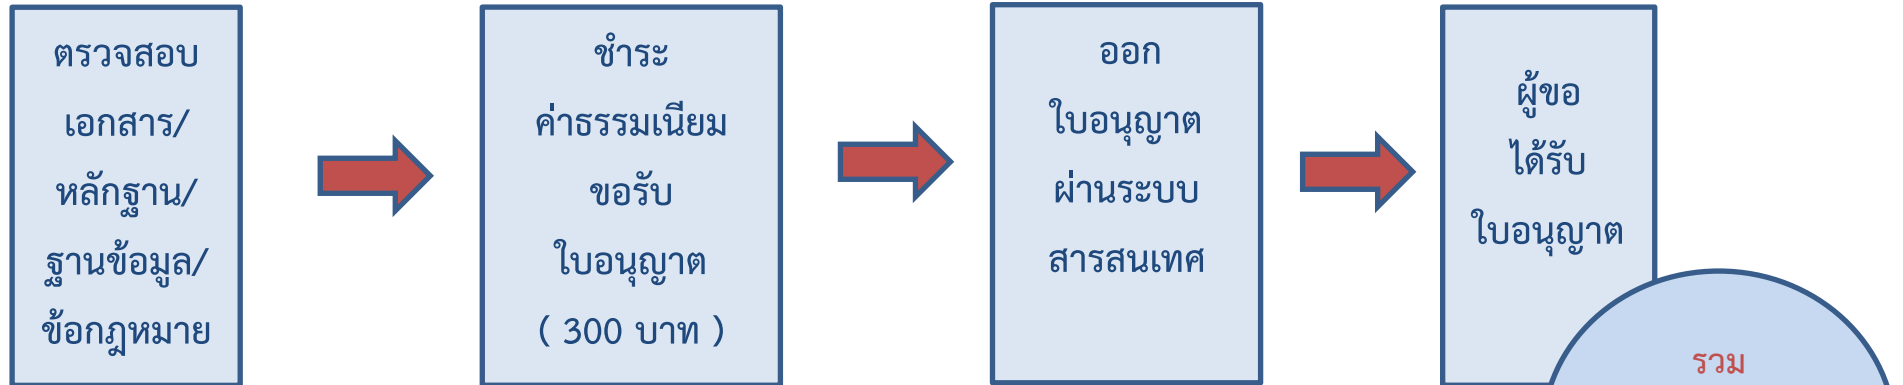 ตรวจสอบ
เอกสาร/
หลักฐาน/
ฐานข้อมูล/
ข้อกฎหมาย
ชำระ
ค่าธรรมเนียม
ขอรับ
ใบอนุญาต
( 300 บาท )
ออก
ใบอนุญาต
ผ่านระบบ
สารสนเทศ
ผู้ขอ
ได้รับ
ใบอนุญาต
รวม